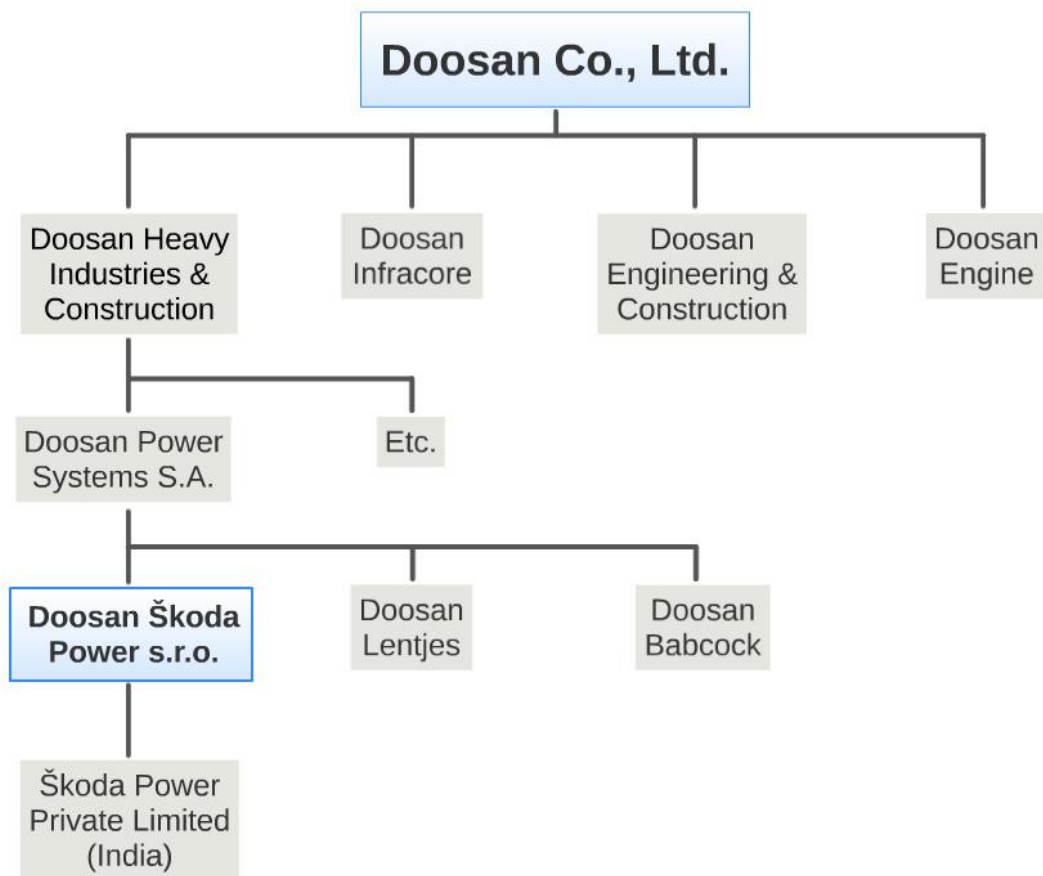 Doosan Co., Ltd.
Doosan Heavy
Industries &
Construction
Doosan
Infracore
Doosan
Engineering &
Construction
Doosan
Engine
Doosan Power
Systems S.A.
Etc.
Doosan Škoda
Power s.r.o.
Doosan
Lentjes
Doosan
Babcock
Škoda Power
Private Limited
(India)